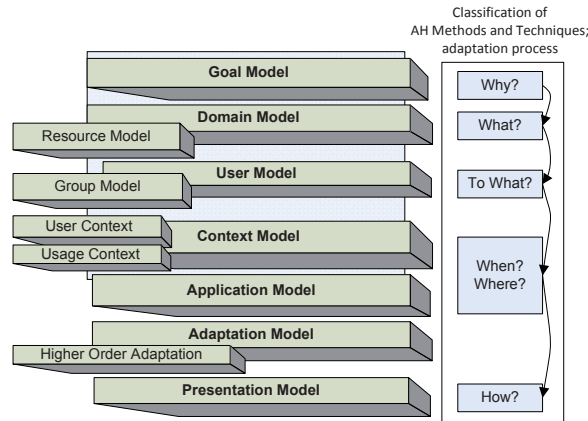 Classification of
AH Methods and Techniques;
adaptation process
Goal Model
Why?
Domain Model
What?
Resource Model
User Model
To What?
Group Model
User Context
Context Model
Usage Context
When?
Where?
Application Model
Adaptation Model
Higher Order Adaptation
Presentation Model
How?